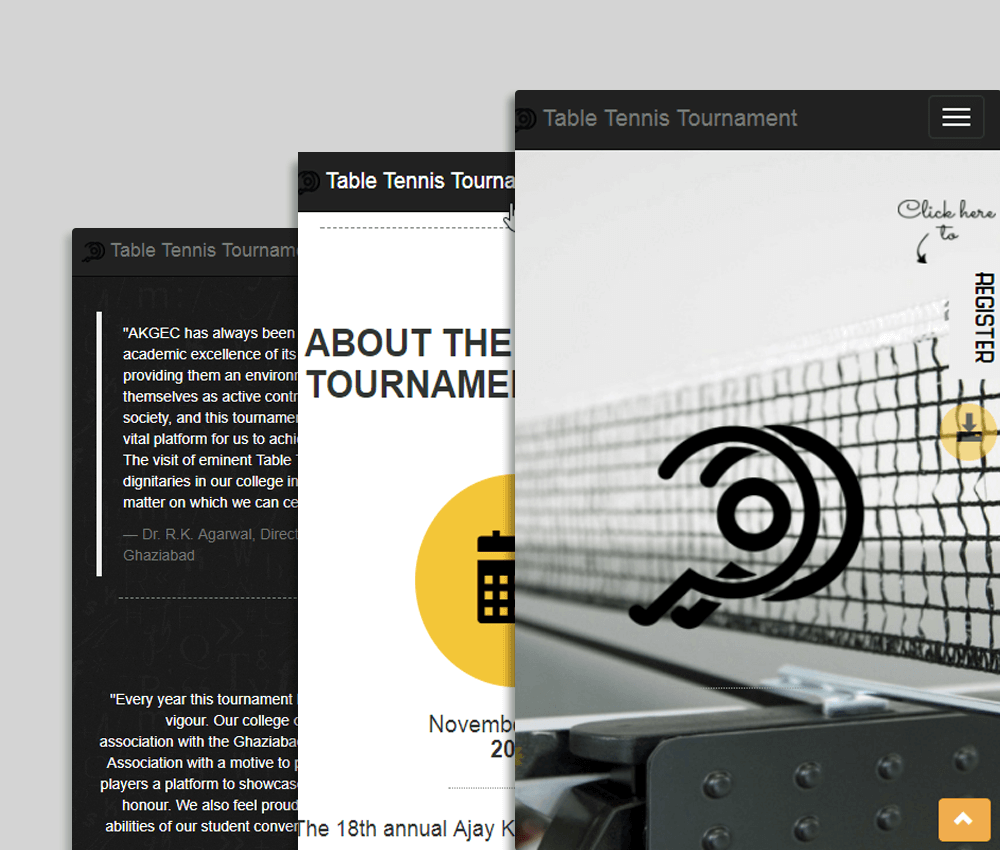 Table Tennis Tournament
Click here
to
REGISTER
Table Tennis Tourna
ABOUT THE
TOURNAME
Novemb
20
The 18th annual Ajay K
Table Tennis Tourname
"AKGEC has always been
academic excellence of its
providing them an environ
themselves as active contr
society, and this tourname
vital platform for us to achi
The visit of eminent Table
dignitaries in our college in
matter on which we can ce
— Dr. R.K. Agarwal, Direct
Ghaziabad
"Every year this tournament
vigour. Our college
association with the Ghaziaba
Association with a motive to
players a platform to showcas
honour. We also feel proud
abilities of our student conver